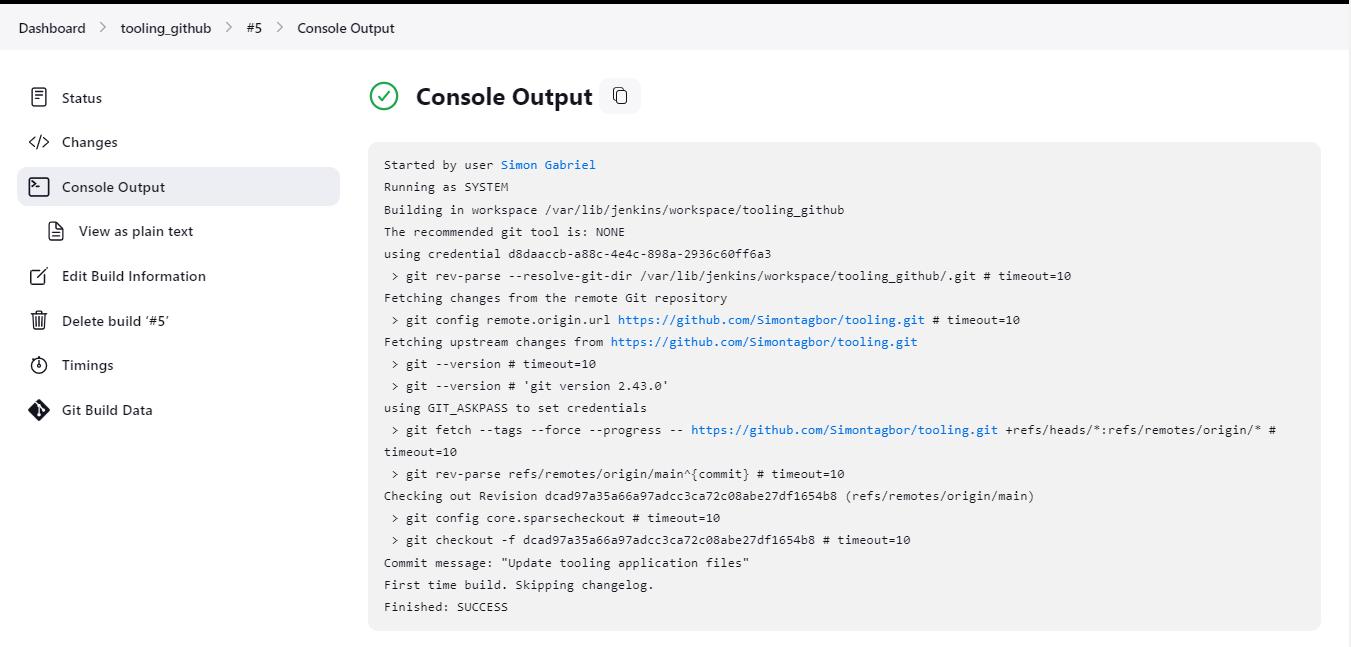 Dashboard > tooling_github > #5 > Console Output
Status
Changes
Console Output
View as plain text
Edit Build Information
Delete build ‘#5’
Timings
Git Build Data
Console Output
Started by user Simon Gabriel
Running as SYSTEM
Building in workspace /var/lib/jenkins/workspace/tooling_github
The recommended git tool is: NONE
using credential d8daaccb-a88c-4e4c-898a-2936c60ff6a3
> git rev-parse --resolve-git-dir /var/lib/jenkins/workspace/tooling_github/.git # timeout=10
Fetching changes from the remote Git repository
> git config remote.origin.url https://github.com/Simontagbor/tooling.git # timeout=10
Fetching upstream changes from https://github.com/Simontagbor/tooling.git
> git --version # timeout=10
> git --version # 'git version 2.43.0'
using GIT_ASKPASS to set credentials
> git fetch --tags --force --progress -- https://github.com/Simontagbor/tooling.git +refs/heads/*:refs/remotes/origin/* #
timeout=10
> git rev-parse refs/remotes/origin/main^{commit} # timeout=10
Checking out Revision dcad97a35a66a97adcc3ca72c08abe27df1654b8 (refs/remotes/origin/main)
> git config core.sparsecheckout # timeout=10
> git checkout -f dcad97a35a66a97adcc3ca72c08abe27df1654b8 # timeout=10
Commit message: "Update tooling application files"
First time build. Skipping changelog.
Finished: SUCCESS